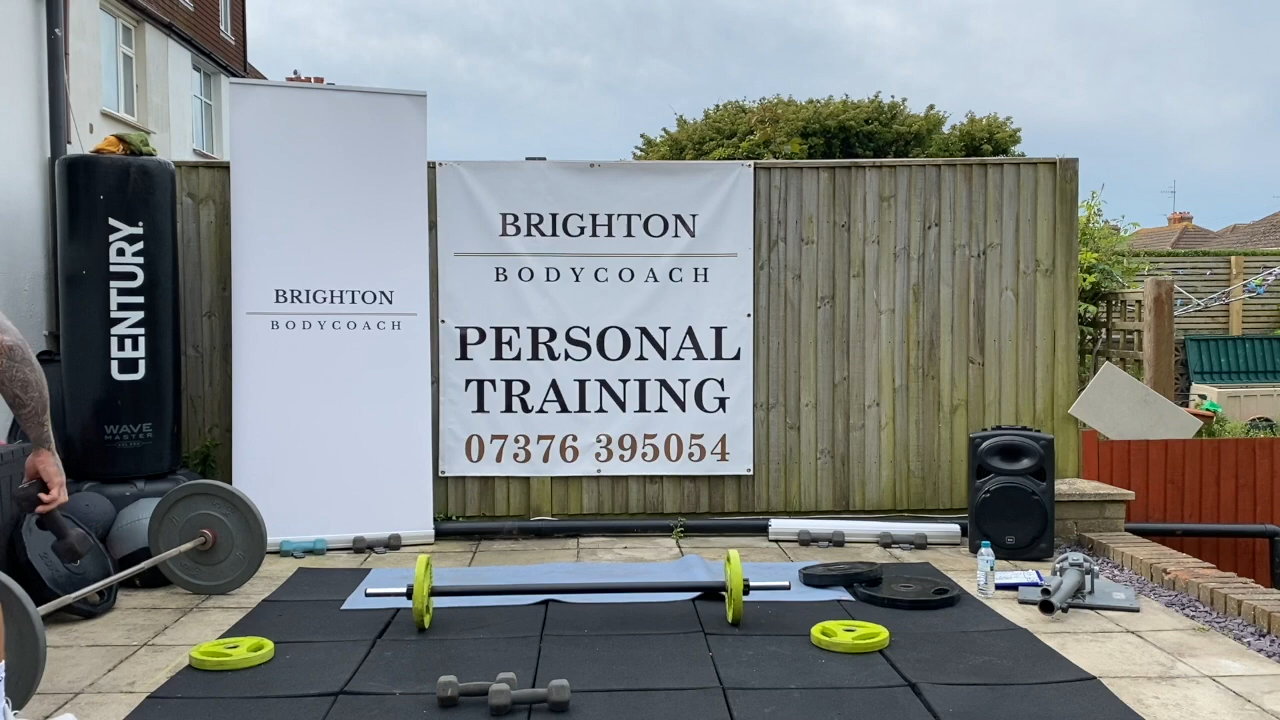 CENTURY.
WAVE
MASTER
BRIGHTON
BODYCOACH
BRIGHTON
BODYCOACH
PERSONAL
TRAINING
07376 395054